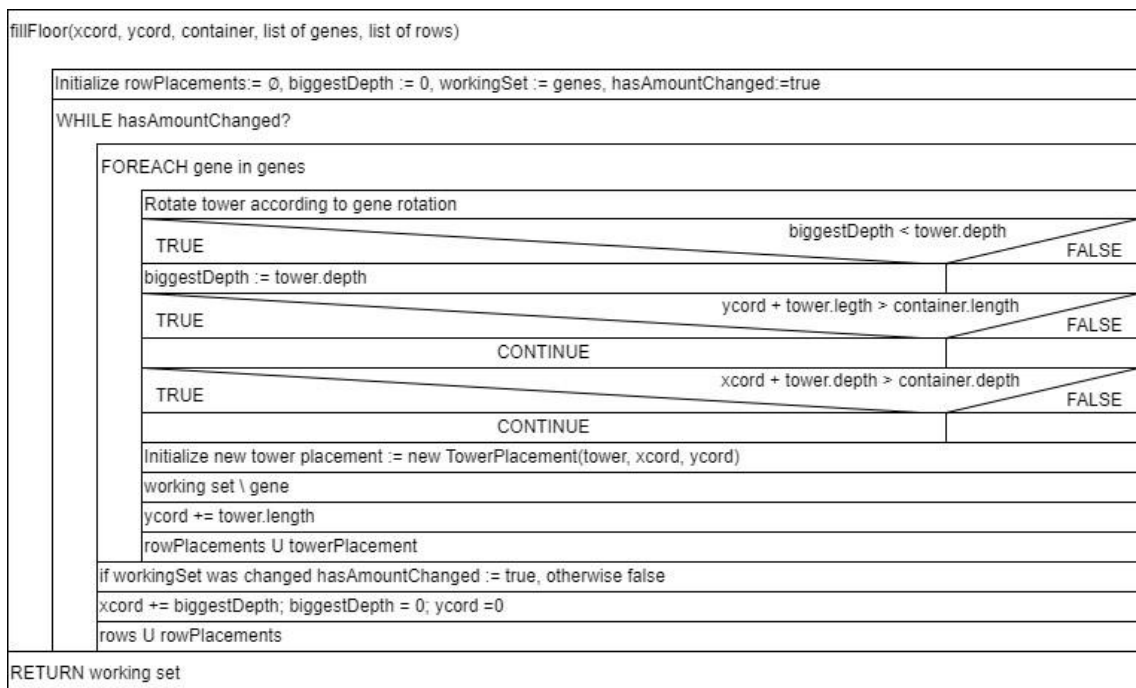 fillFloor(xcord, ycord, container, list of genes, list of rows)
Initialize rowPlacements:= ∅, biggestDepth := 0, workingSet := genes, hasAmountChanged:=true
WHILE hasAmountChanged?
FOREACH gene in genes
Rotate tower according to gene rotation
biggestDepth < tower.depth
TRUE
FALSE
biggestDepth := tower.depth
ycord + tower.legth > container.length
TRUE
FALSE
CONTINUE
xcord + tower.depth > container.depth
TRUE
FALSE
CONTINUE
Initialize new tower placement := new TowerPlacement(tower, xcord, ycord)
working set \ gene
ycord += tower.length
rowPlacements U towerPlacement
if workingSet was changed hasAmountChanged := true, otherwise false
xcord += biggestDepth; biggestDepth = 0; ycord =0
rows U rowPlacements
RETURN working set